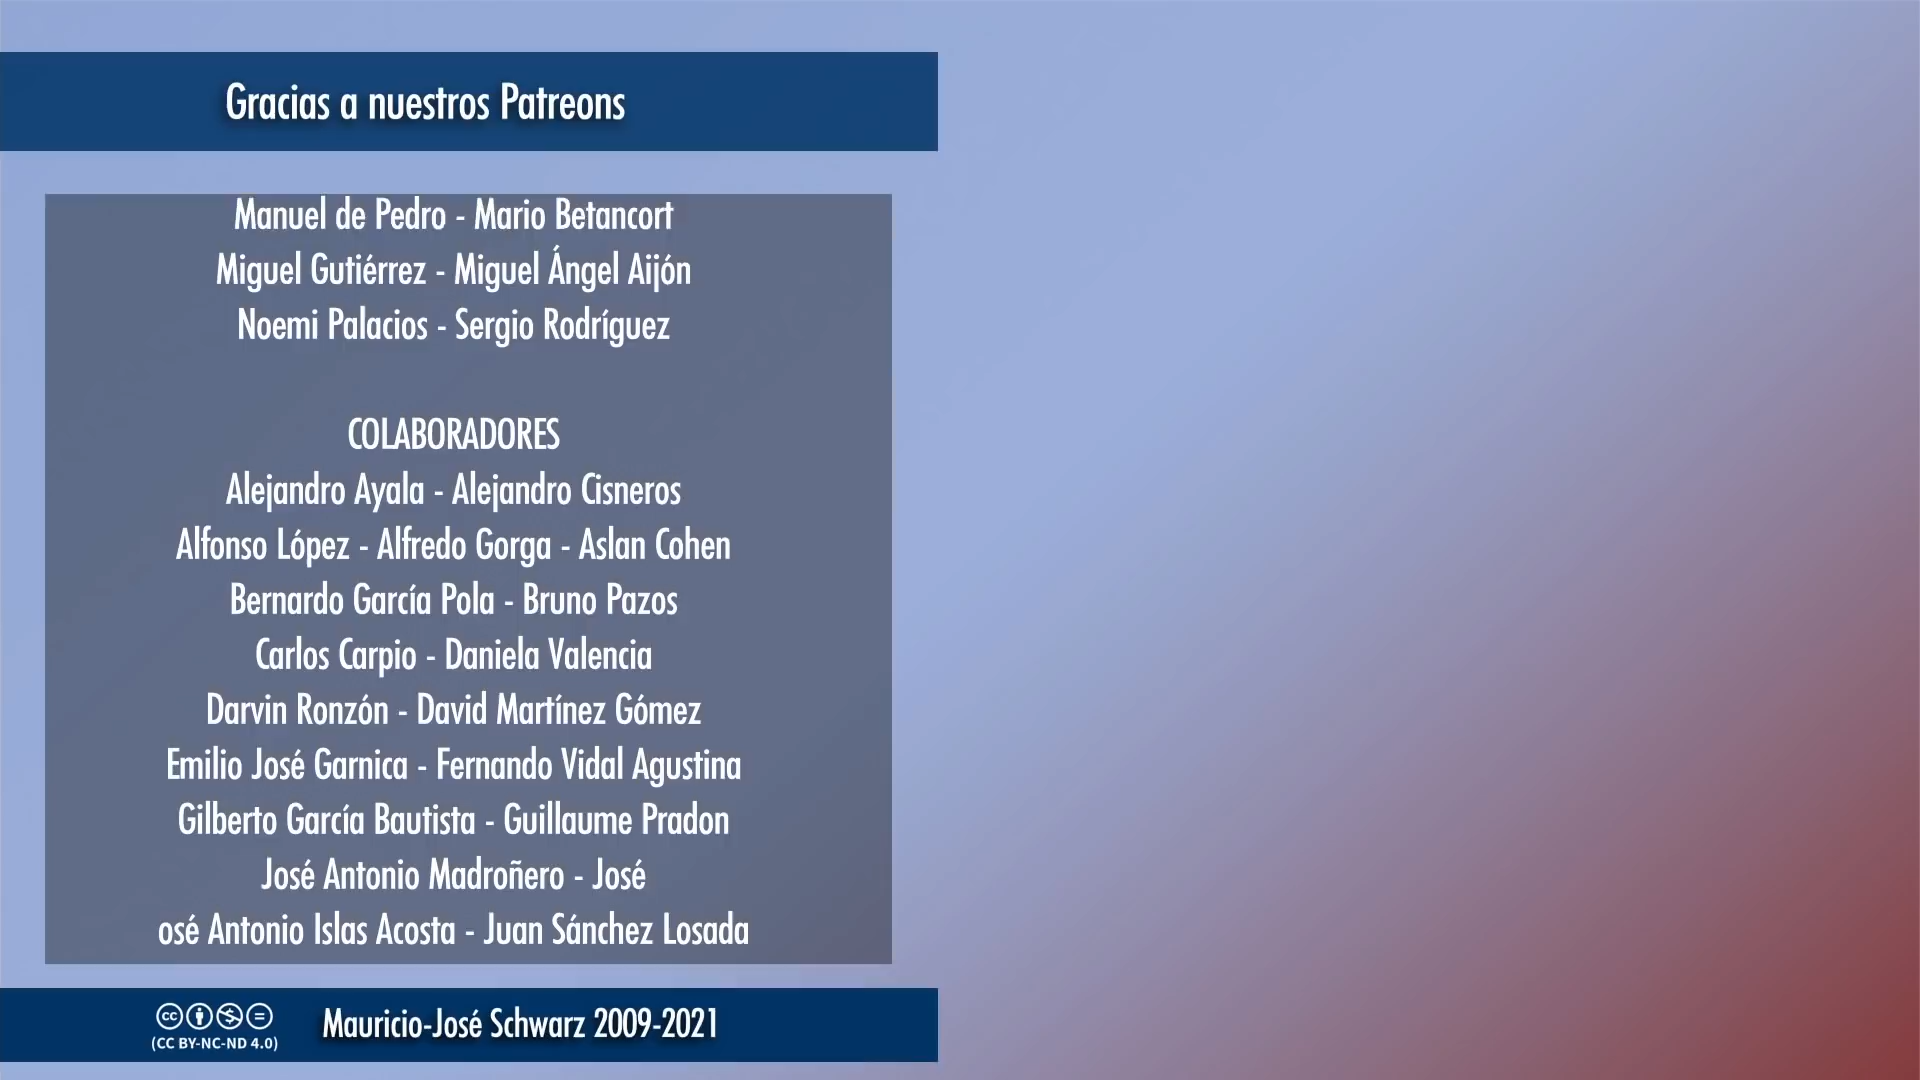 Gracias a nuestros Patreons
Manuel de Pedro - Mario Betancort
Miguel Gutiérrez - Miguel Ángel Aijón
Noemi Palacios - Sergio Rodríguez
COLABORADORES
Alejandro Ayala - Alejandro Cisneros
Alfonso López - Alfredo Gorga - Aslan Cohen
Bernardo García Pola - Bruno Pazos
Carlos Carpio - Daniela Valencia
Darvin Ronzón - David Martínez Gómez
Emilio José Garnica - Fernando Vidal Agustina
Gilberto García Bautista - Guillaume Pradon
José Antonio Madroñero - José
osé Antonio Islas Acosta - Juan Sánchez Losada
cc
(CC BY-NC-ND 4.0)
Mauricio-José Schwarz 2009-2021